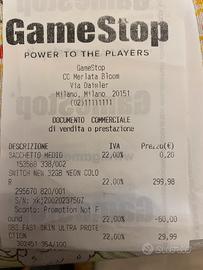 GameStop
POWER TO THE PLAYERS
GameStop
CC Merlata Bloom
Via Daimler
Milano, Milano 20151
(02)11111111
DOCUMENTO COMMERCIALE
di vendita o prestazione
DESCRIZIONE IVA Prezzo(€)
SACCHETTO MEDIO 22,00% 0,20
153568 338/002
SWITCH NEW 32GB NEON COLO 22,00% 299,98
R
295670 820/001
S/N:
Sconto: Promotion Not F 22,00% -60,00
ound
SBI FAST SKIN ULTRA PROTE 22,00% 29,99
CTION
302451 354/100
subito